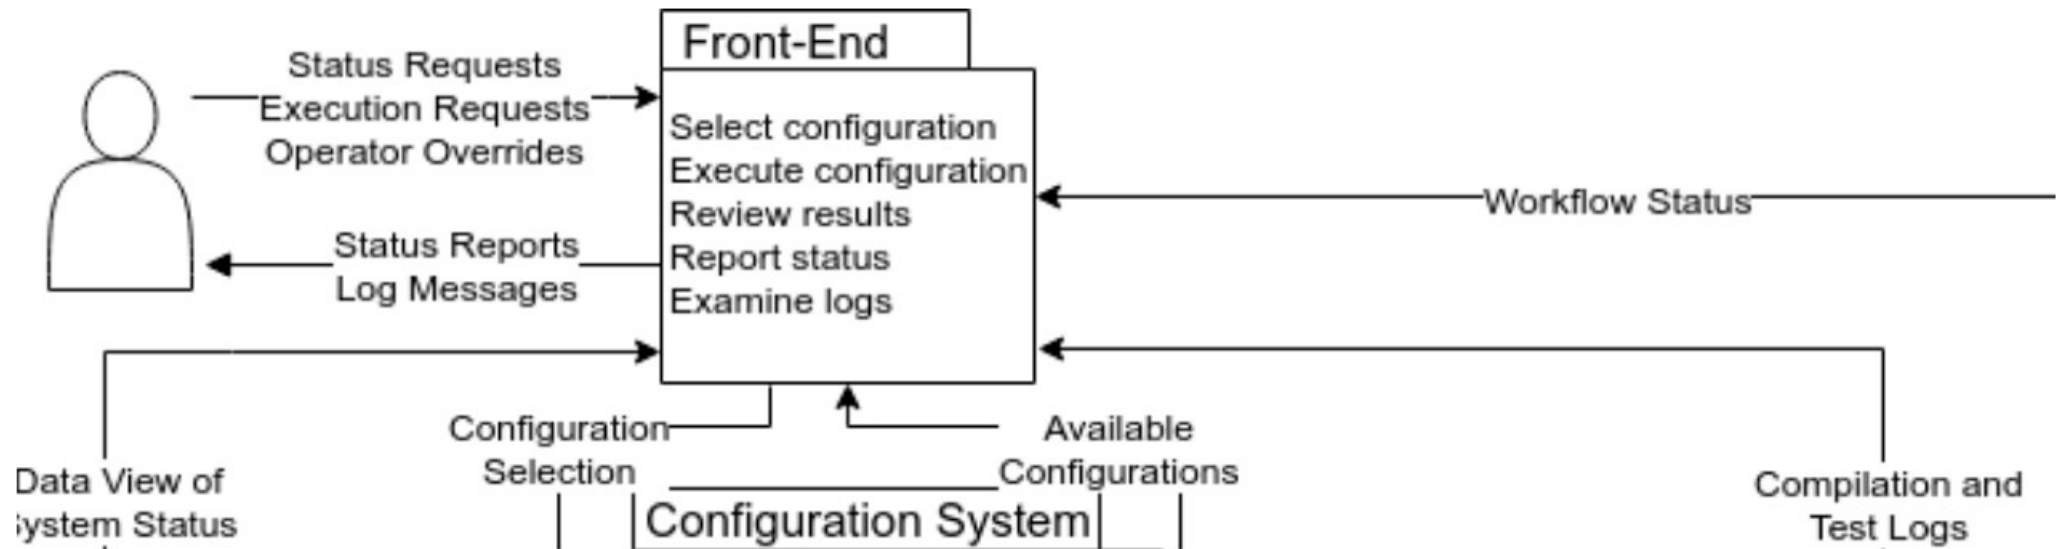 Front-End
Status Requests
Execution Requests
Operator Overrides
Select configuration
Execute configuration
Review results
Report status
Examine logs
Workflow Status
Status Reports
Log Messages
Configuration
Selection
Available
Configurations
Data View of
ystem Status
Configuration System
Compilation and
Test Logs